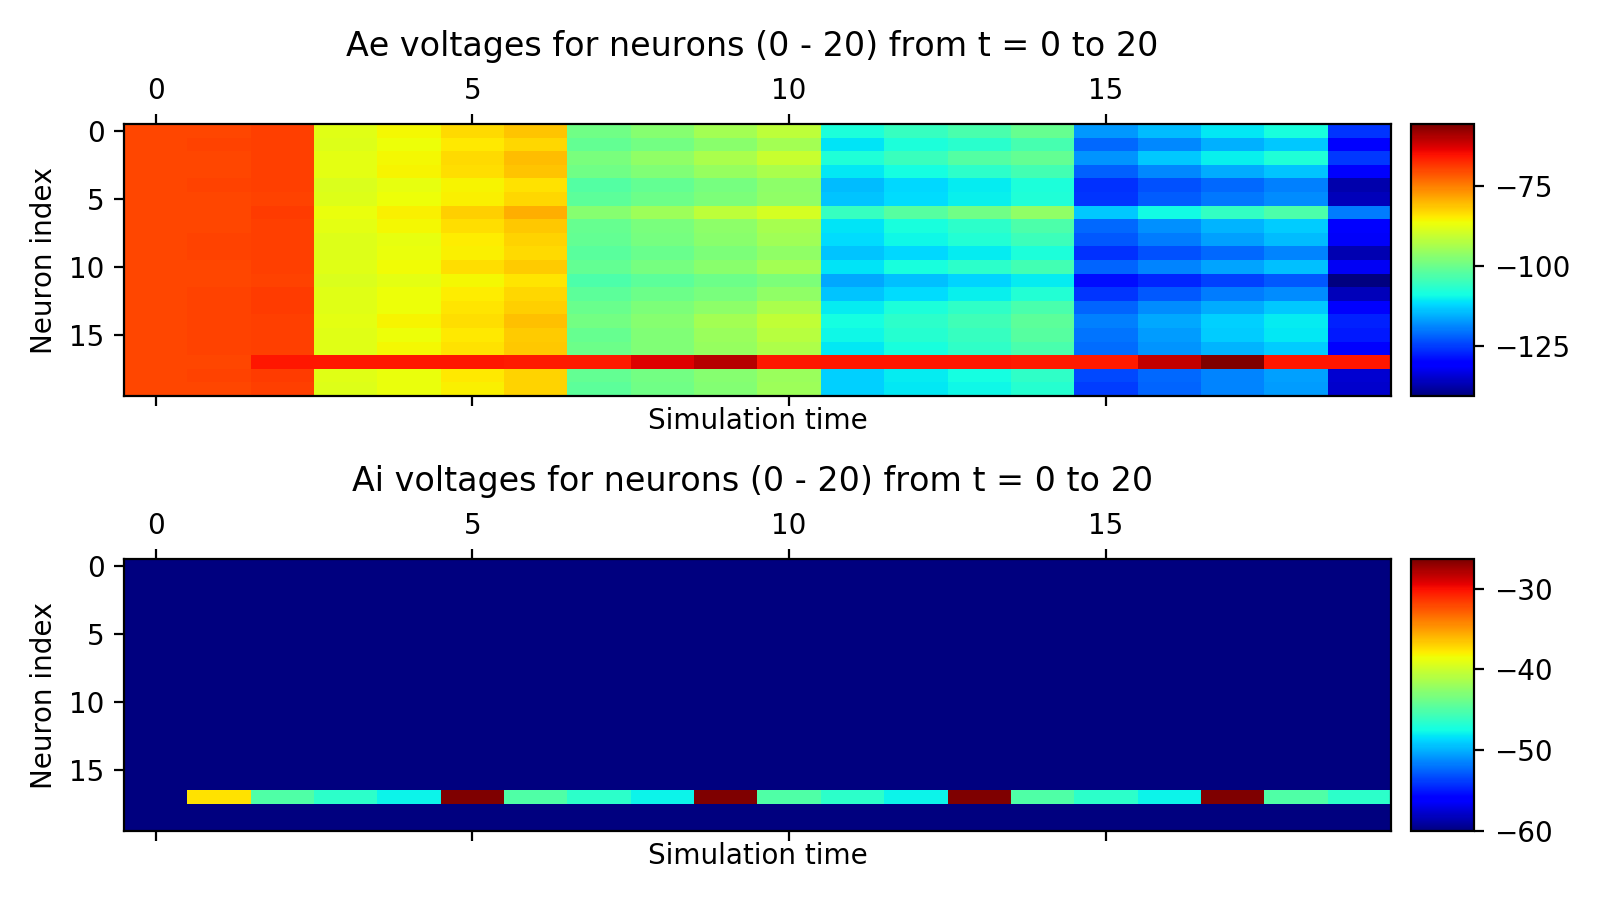 Ae voltages for neurons (0 - 20) from t = 0 to 20
0 5 10 15
0
5
10
15
Neuron index
Simulation time
−75
−100
−125
Ai voltages for neurons (0 - 20) from t = 0 to 20
0 5 10 15
0
5
10
15
Neuron index
Simulation time
−30
−40
−50
−60